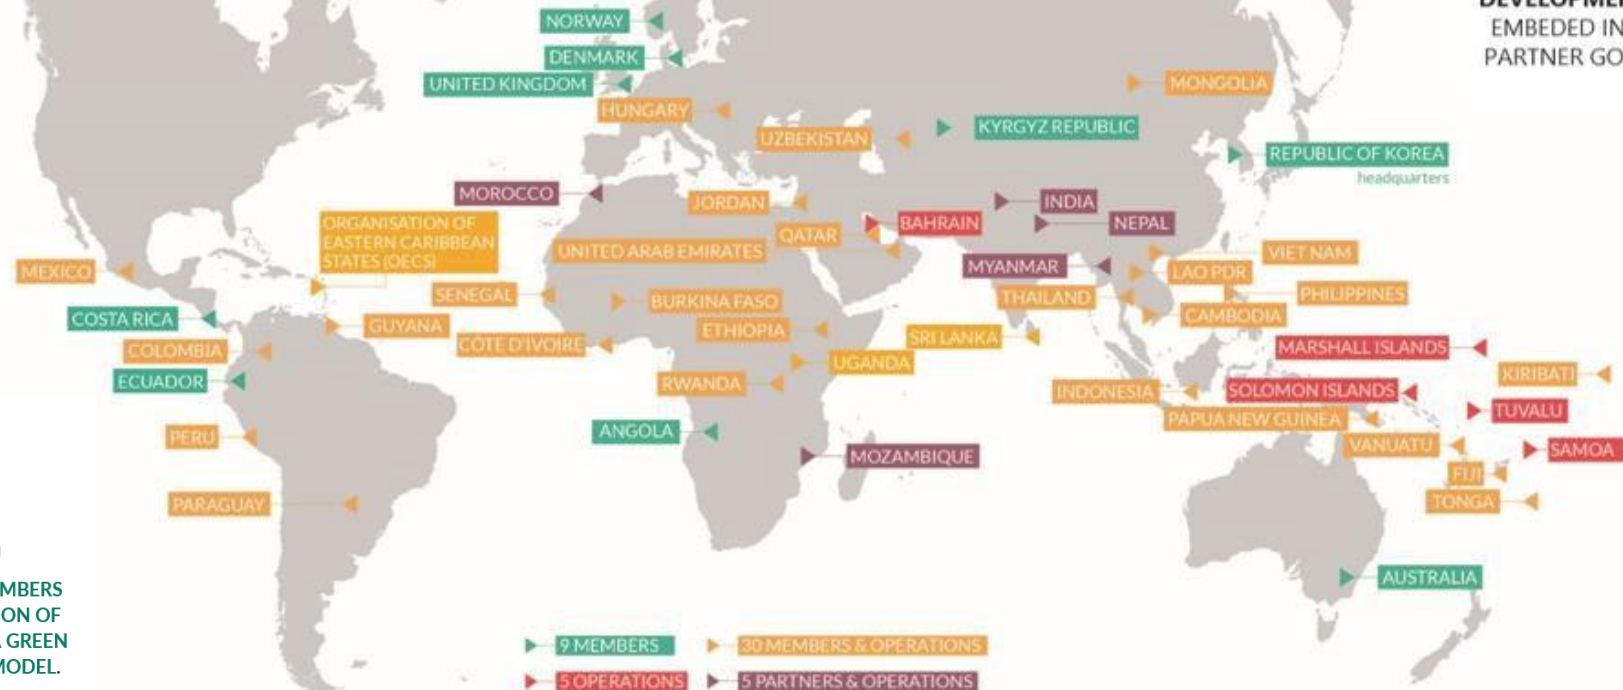 DEVELOPME
EMBEDED IN
PARTNER GO
NORWAY
DENMARK
UNITED KINGDOM
HUNGARY
UZBEKISTAN
MONGOLIA
KYRGYZ REPUBLIC
REPUBLIC OF KOREA
headquarters
MOROCCO
JORDAN
INDIA
ORGANISATION OF
EASTERN CARIBBEAN
STATES (OECS)
QATAR
BAHRAIN
NEPAL
UNITED ARAB EMIRATES
VIET NAM
MEXICO
MYANMAR
LAO PDR
SENEGAL
BURKINA FASO
THAILAND
PHILIPPINES
COSTA RICA
GUYANA
ETHIOPIA
CAMBODIA
COLOMBIA
CÔTE D'IVOIRE
SRI LANKA
MARSHALL ISLANDS
UGANDA
ECUADOR
RWANDA
KIRIBATI
INDONESIA
SOLOMON ISLANDS
TUVALU
PAPUA NEW GUINEA
PERU
ANGOLA
VANUATU
SAMOA
MOZAMBIQUE
FIJI
PARAGUAY
TONGA
AUSTRALIA
MBERS
ON OF
A GREEN
MODEL.
9 MEMBERS
30 MEMBERS & OPERATIONS
5 OPERATIONS
5 PARTNERS & OPERATIONS